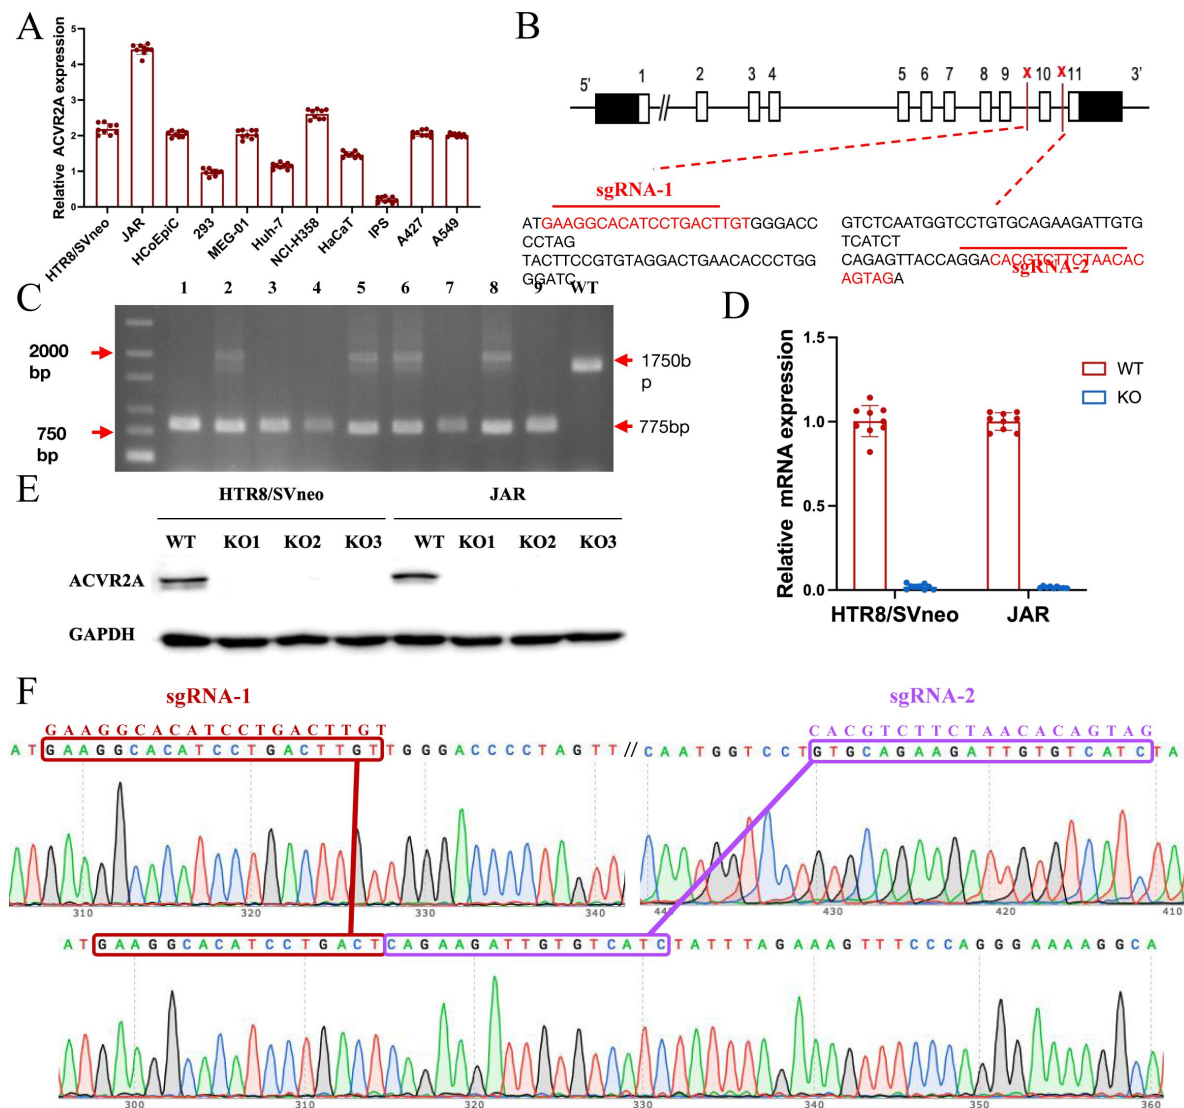 A
Relative ACVR2A expression
5
4
3
2
1
0
HTR8/SVneo
JAR
HCoEpiC
293
MEG-01
Huh-7
NCI-H358
HaCaT
IPS
A427
A549
B
5'
1
//
2
3
4
5
6
7
8
9
X
10
X
11
3'
sgRNA-1
ATGAAGGCACATCCTGACTTGTGGGACC
CCTAG
TACTTCCGTGTAGGACTGAACACCCTGG
GGATC
GTCTCAATGGTCCTGTGCAGAAGATTGTG
TCATCT
CAGAGTTACCAGGACACGTCTTCTAACAC
AGTAGA
sgRNA-2
C
1 2 3 4 5 6 7 8 9 WT
2000
bp
750
bp
1750b
p
775bp
D
Relative mRNA expression
1.5
1.0
0.5
0.0
HTR8/SVneo
JAR
WT
KO
E
HTR8/SVneo
JAR
WT KO1 KO2 KO3 WT KO1 KO2 KO3
ACVR2A
GAPDH
F
sgRNA-1
sgRNA-2
GAAGGCACATCCTGACTTGT
CACGTCTTCTAACACAGTAG
ATGAAGGCACATCCTGACTTGTTGGGACCCCTAGTT // CAATGGTCCTGTGCAGAAGATTGTGTCATCTA
310 320 330 340 440 430 420 410
ATGAAGGCACATCCTGACTCAGAAGATTGTGTCATCTATTTAGAAAGTTTCCCAGGGAAAAGGCA
300 310 320 330 340 350 360